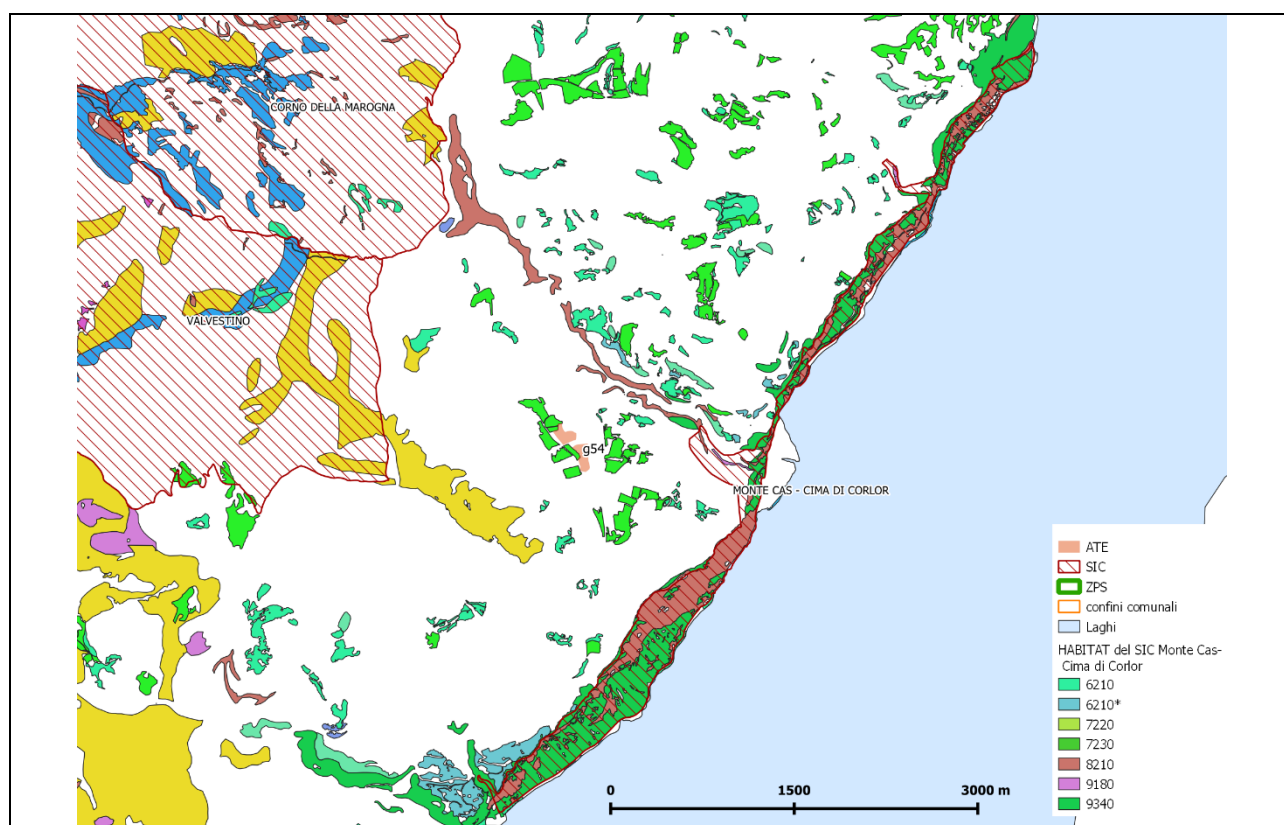 CORNO DELLA MAROGNA
VALVESTINO
g54
MONTE CAS - CIMA DI CORLOR
ATE
SIC
ZPS
confini comunali
Laghi
HABITAT del SIC Monte Cas-
Cima di Corlor
6210
6210*
7220
7230
8210
9180
9340
0 1500 3000 m